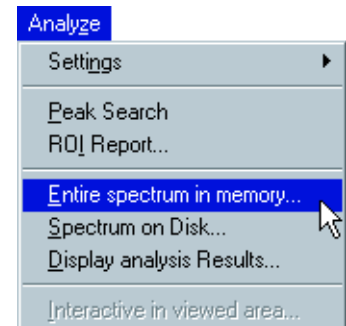 Analyze
Settings
Peak Search
ROI Report...
Entire spectrum in memory...
Spectrum on Disk...
Display analysis Results...
Interactive in viewed area...